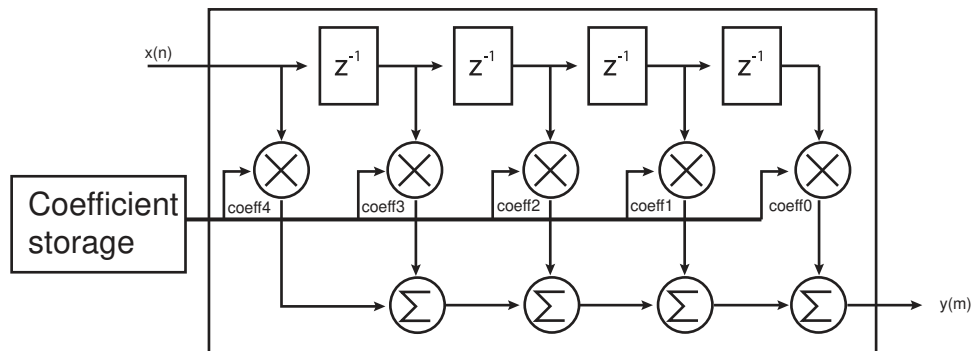 x(n)
z⁻¹ z⁻¹ z⁻¹ z⁻¹
Coefficient
storage
coeff4 coeff3 coeff2 coeff1 coeff0
Σ Σ Σ Σ
y(m)